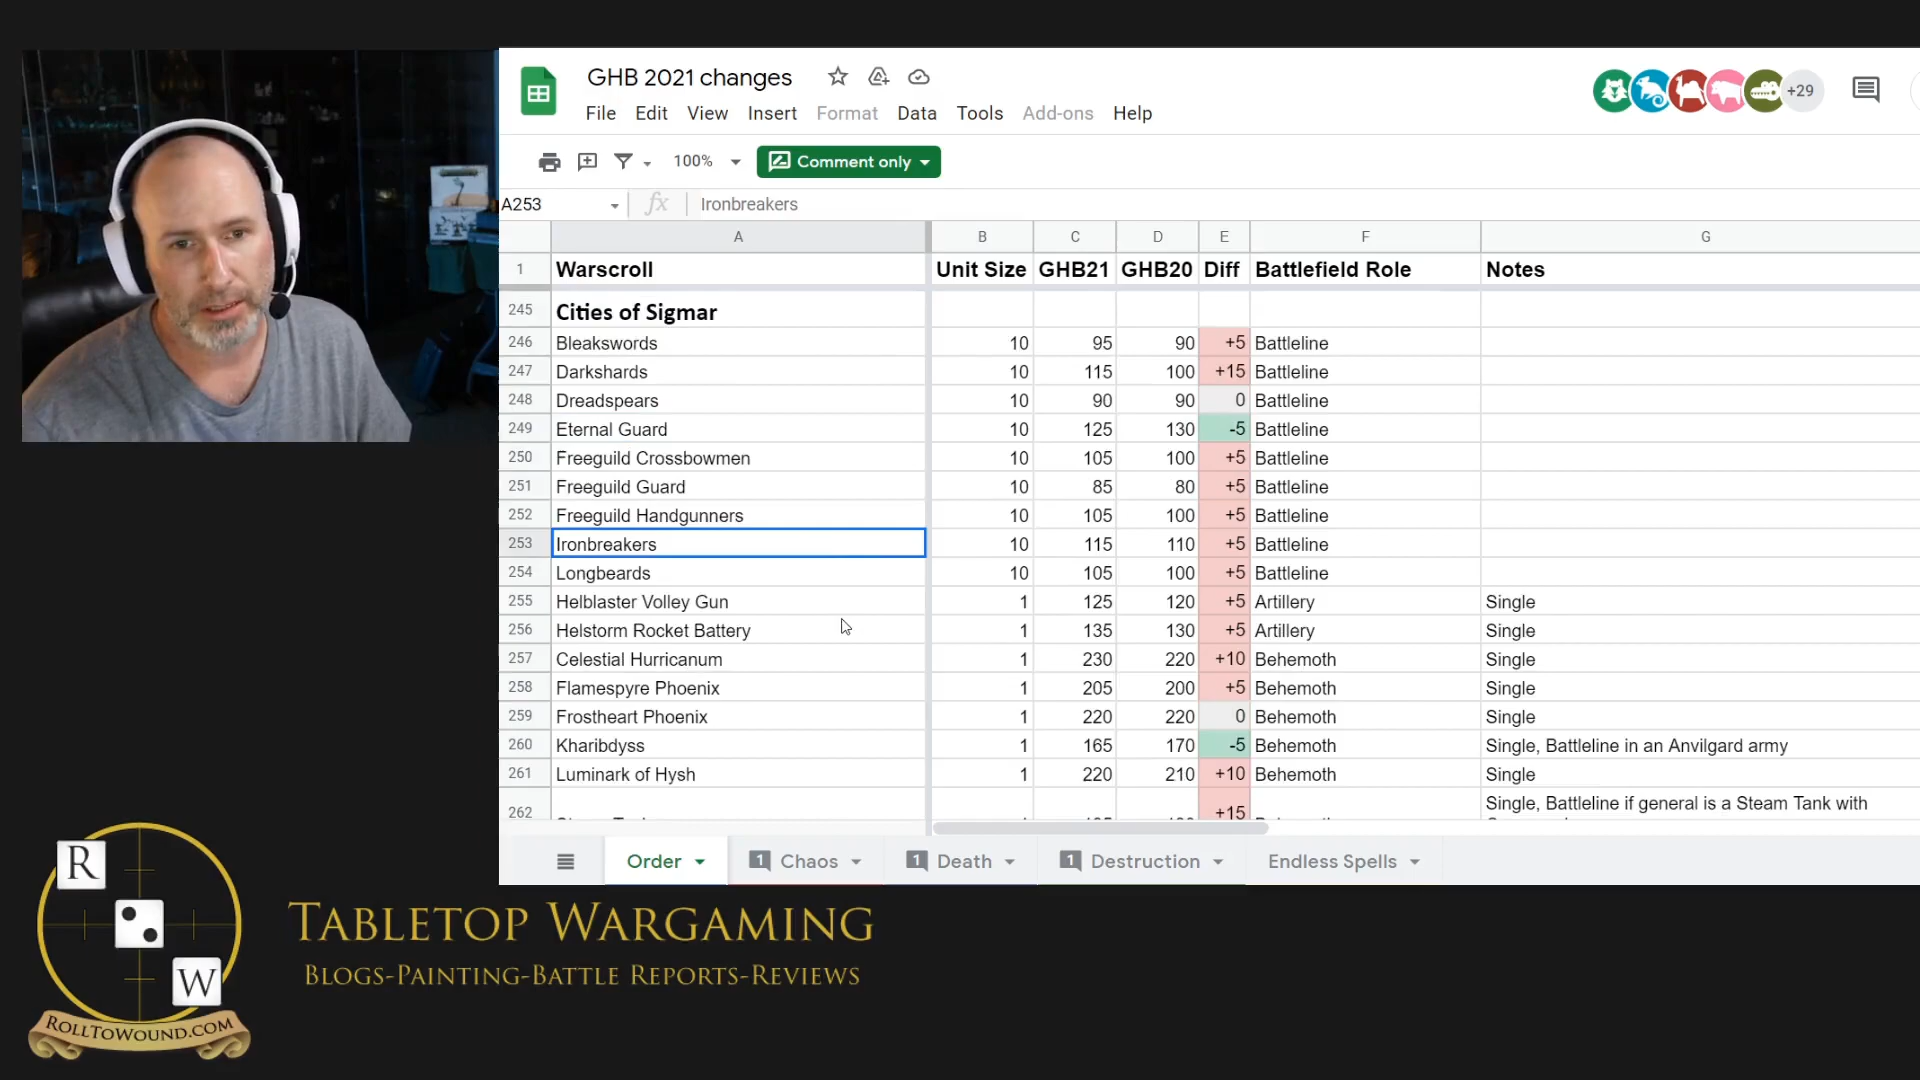 GHB 2021 changes
+29
File Edit View Insert Format Data Tools Add-ons Help
100% Comment only
A253 fx Ironbreakers
A B C D E F G
1 Warscroll Unit Size GHB21 GHB20 Diff Battlefield Role Notes
245 Cities of Sigmar
246 Bleakswords 10 95 90 +5 Battleline
247 Darkshards 10 115 100 +15 Battleline
248 Dreadspears 10 90 90 0 Battleline
249 Eternal Guard 10 125 130 -5 Battleline
250 Freeguild Crossbowmen 10 105 100 +5 Battleline
251 Freeguild Guard 10 85 80 +5 Battleline
252 Freeguild Handgunners 10 105 100 +5 Battleline
253 Ironbreakers 10 115 110 +5 Battleline
254 Longbeards 10 105 100 +5 Battleline
255 Helblaster Volley Gun 1 125 120 +5 Artillery Single
256 Helstorm Rocket Battery 1 135 130 +5 Artillery Single
257 Celestial Hurricanum 1 230 220 +10 Behemoth Single
258 Flamespyre Phoenix 1 205 200 +5 Behemoth Single
259 Frostheart Phoenix 1 220 220 0 Behemoth Single
260 Kharibdyss 1 165 170 -5 Behemoth Single, Battleline in an Anvilgard army
261 Luminark of Hysh 1 220 210 +10 Behemoth Single
262 +15 Single, Battleline if general is a Steam Tank with
Order 1 Chaos 1 Death 1 Destruction Endless Spells
R
W
RollToWound.com
Tabletop Wargaming
Blogs-Painting-Battle Reports-Reviews